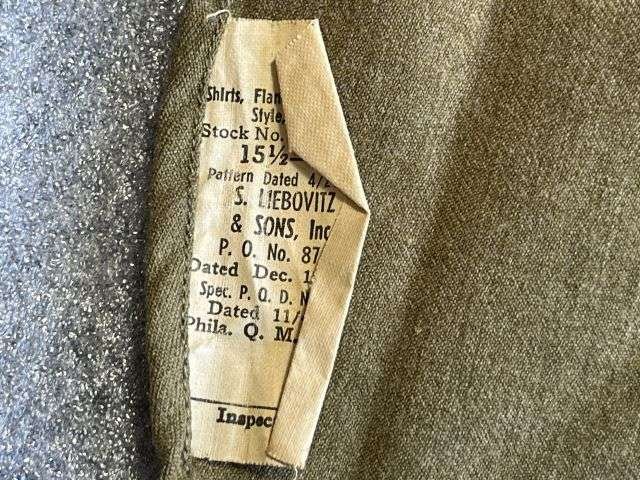 Shirts, Flan
Style,
Stock No.
15½–
Pattern Dated 4/2
S. LIEBOVITZ
& SONS, Inc
P. O. No. 87
Dated Dec. 1
Spec. P. Q. D. N
Dated 11/
Phila. Q. M.
Inspec